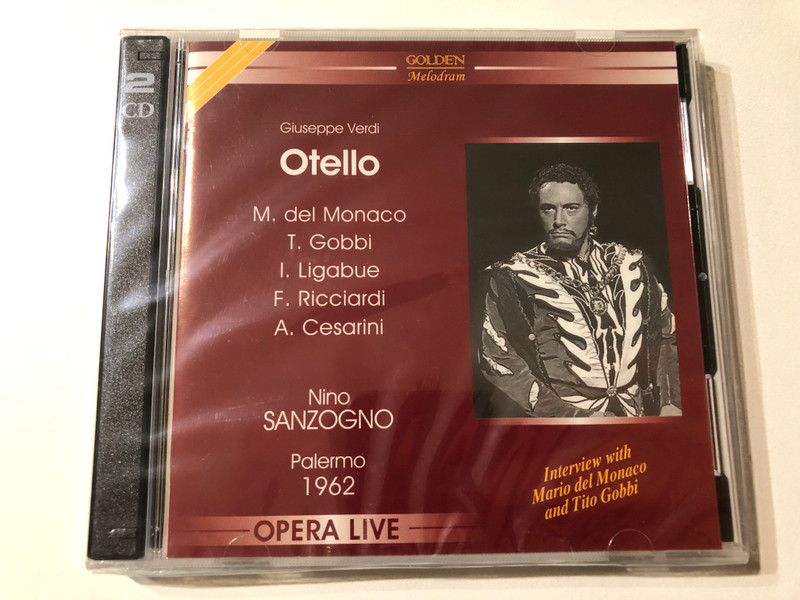 2
CD
GOLDEN
Melodram
Giuseppe Verdi
Otello
M. del Monaco
T. Gobbi
I. Ligabue
F. Ricciardi
A. Cesarini
Nino
SANZOGNO
Palermo
1962
Interview with
Mario del Monaco
and Tito Gobbi
OPERA LIVE